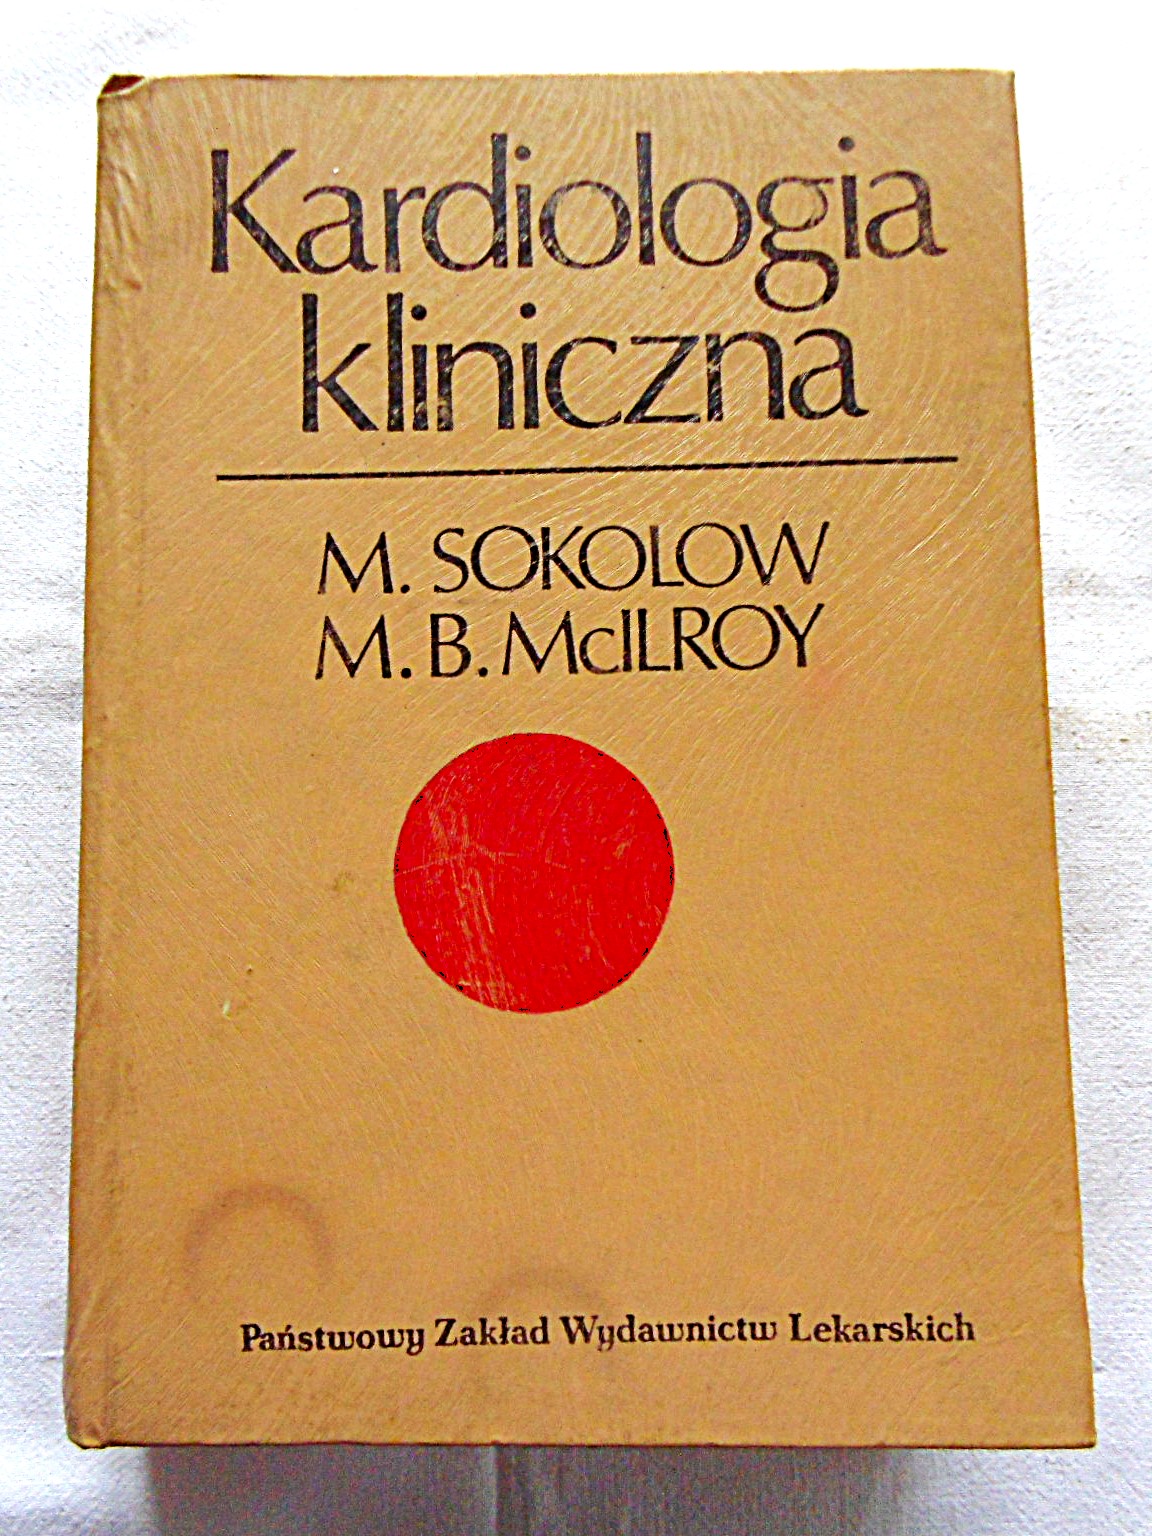 Kardiologia
kliniczna
M. SOKOLOW
M. B. McILROY
Państwowy Zakład Wydawnictw Lekarskich